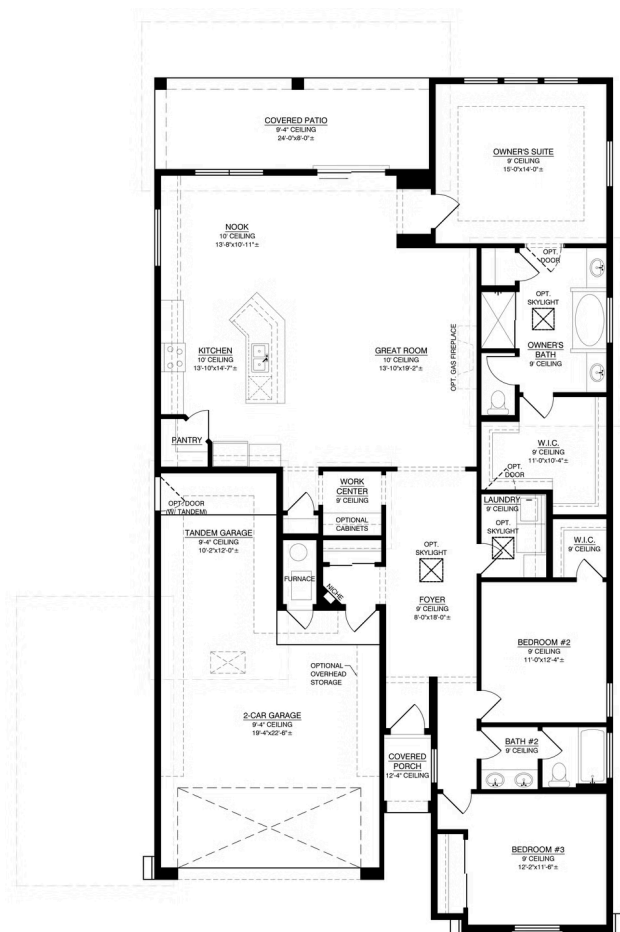 COVERED PATIO
9'-4" CEILING
24'-0"x8'-0"±
OWNER'S SUITE
9' CEILING
15'-0"x14'-0"±
NOOK
10' CEILING
13'-8"x10'-11"±
OPT.
DOOR
OPT.
SKYLIGHT
OWNER'S
BATH
9' CEILING
KITCHEN
10' CEILING
13'-10"x14'-7"±
GREAT ROOM
10' CEILING
13'-10"x19'-2"±
OPT. GAS FIREPLACE
PANTRY
W.I.C.
9' CEILING
11'-0"x10'-4"±
OPT.
DOOR
WORK
CENTER
9' CEILING
OPTIONAL
CABINETS
LAUNDRY
9' CEILING
OPT.
SKYLIGHT
OPT. DOOR
(W/ TANDEM)
TANDEM GARAGE
9'-4" CEILING
10'-2"x12'-0"±
W.I.C.
9' CEILING
OPT.
SKYLIGHT
FURNACE
NICHE
FOYER
9' CEILING
8'-0"x18'-0"±
BEDROOM #2
9' CEILING
11'-0"x12'-4"±
OPTIONAL
OVERHEAD
STORAGE
2-CAR GARAGE
9'-4" CEILING
19'-4"x22'-6"±
BATH #2
9' CEILING
COVERED
PORCH
12'-4" CEILING
BEDROOM #3
9' CEILING
12'-2"x11'-6"±